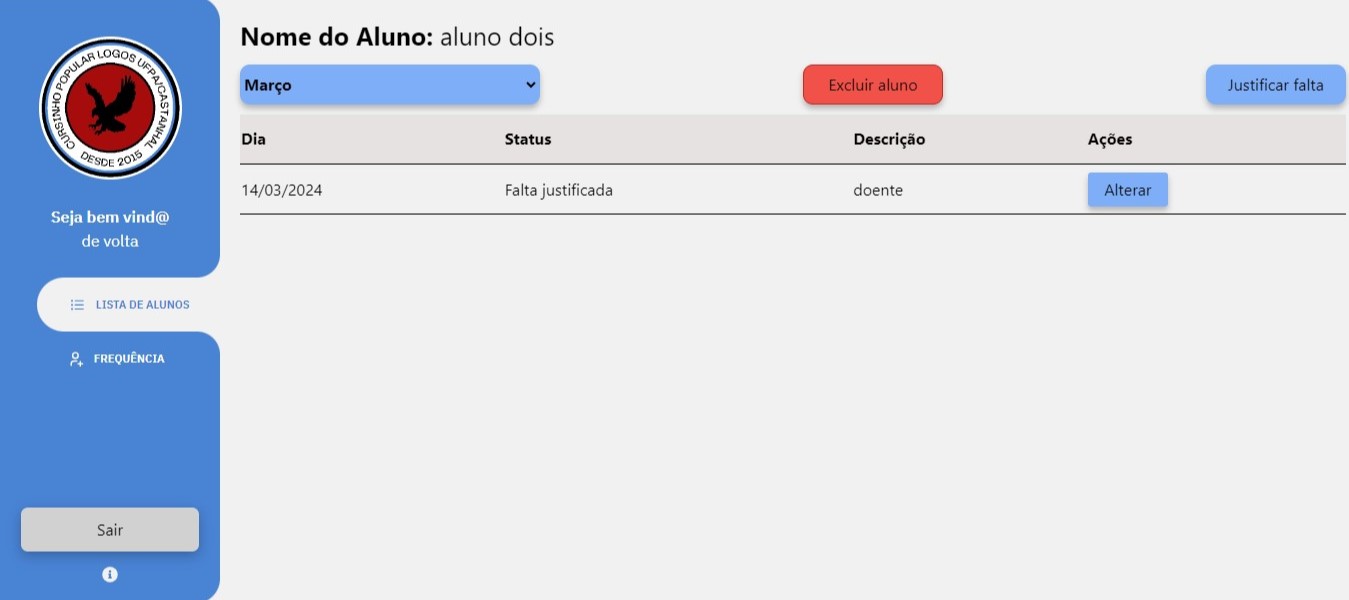 CURSINHO POPULAR LOGOS UFPA/CASTANHAL
DESDE 2015
Seja bem vind@
de volta
LISTA DE ALUNOS
FREQUÊNCIA
Sair
Nome do Aluno: aluno dois
Março
Excluir aluno
Justificar falta
Dia Status Descrição Ações
14/03/2024 Falta justificada doente Alterar